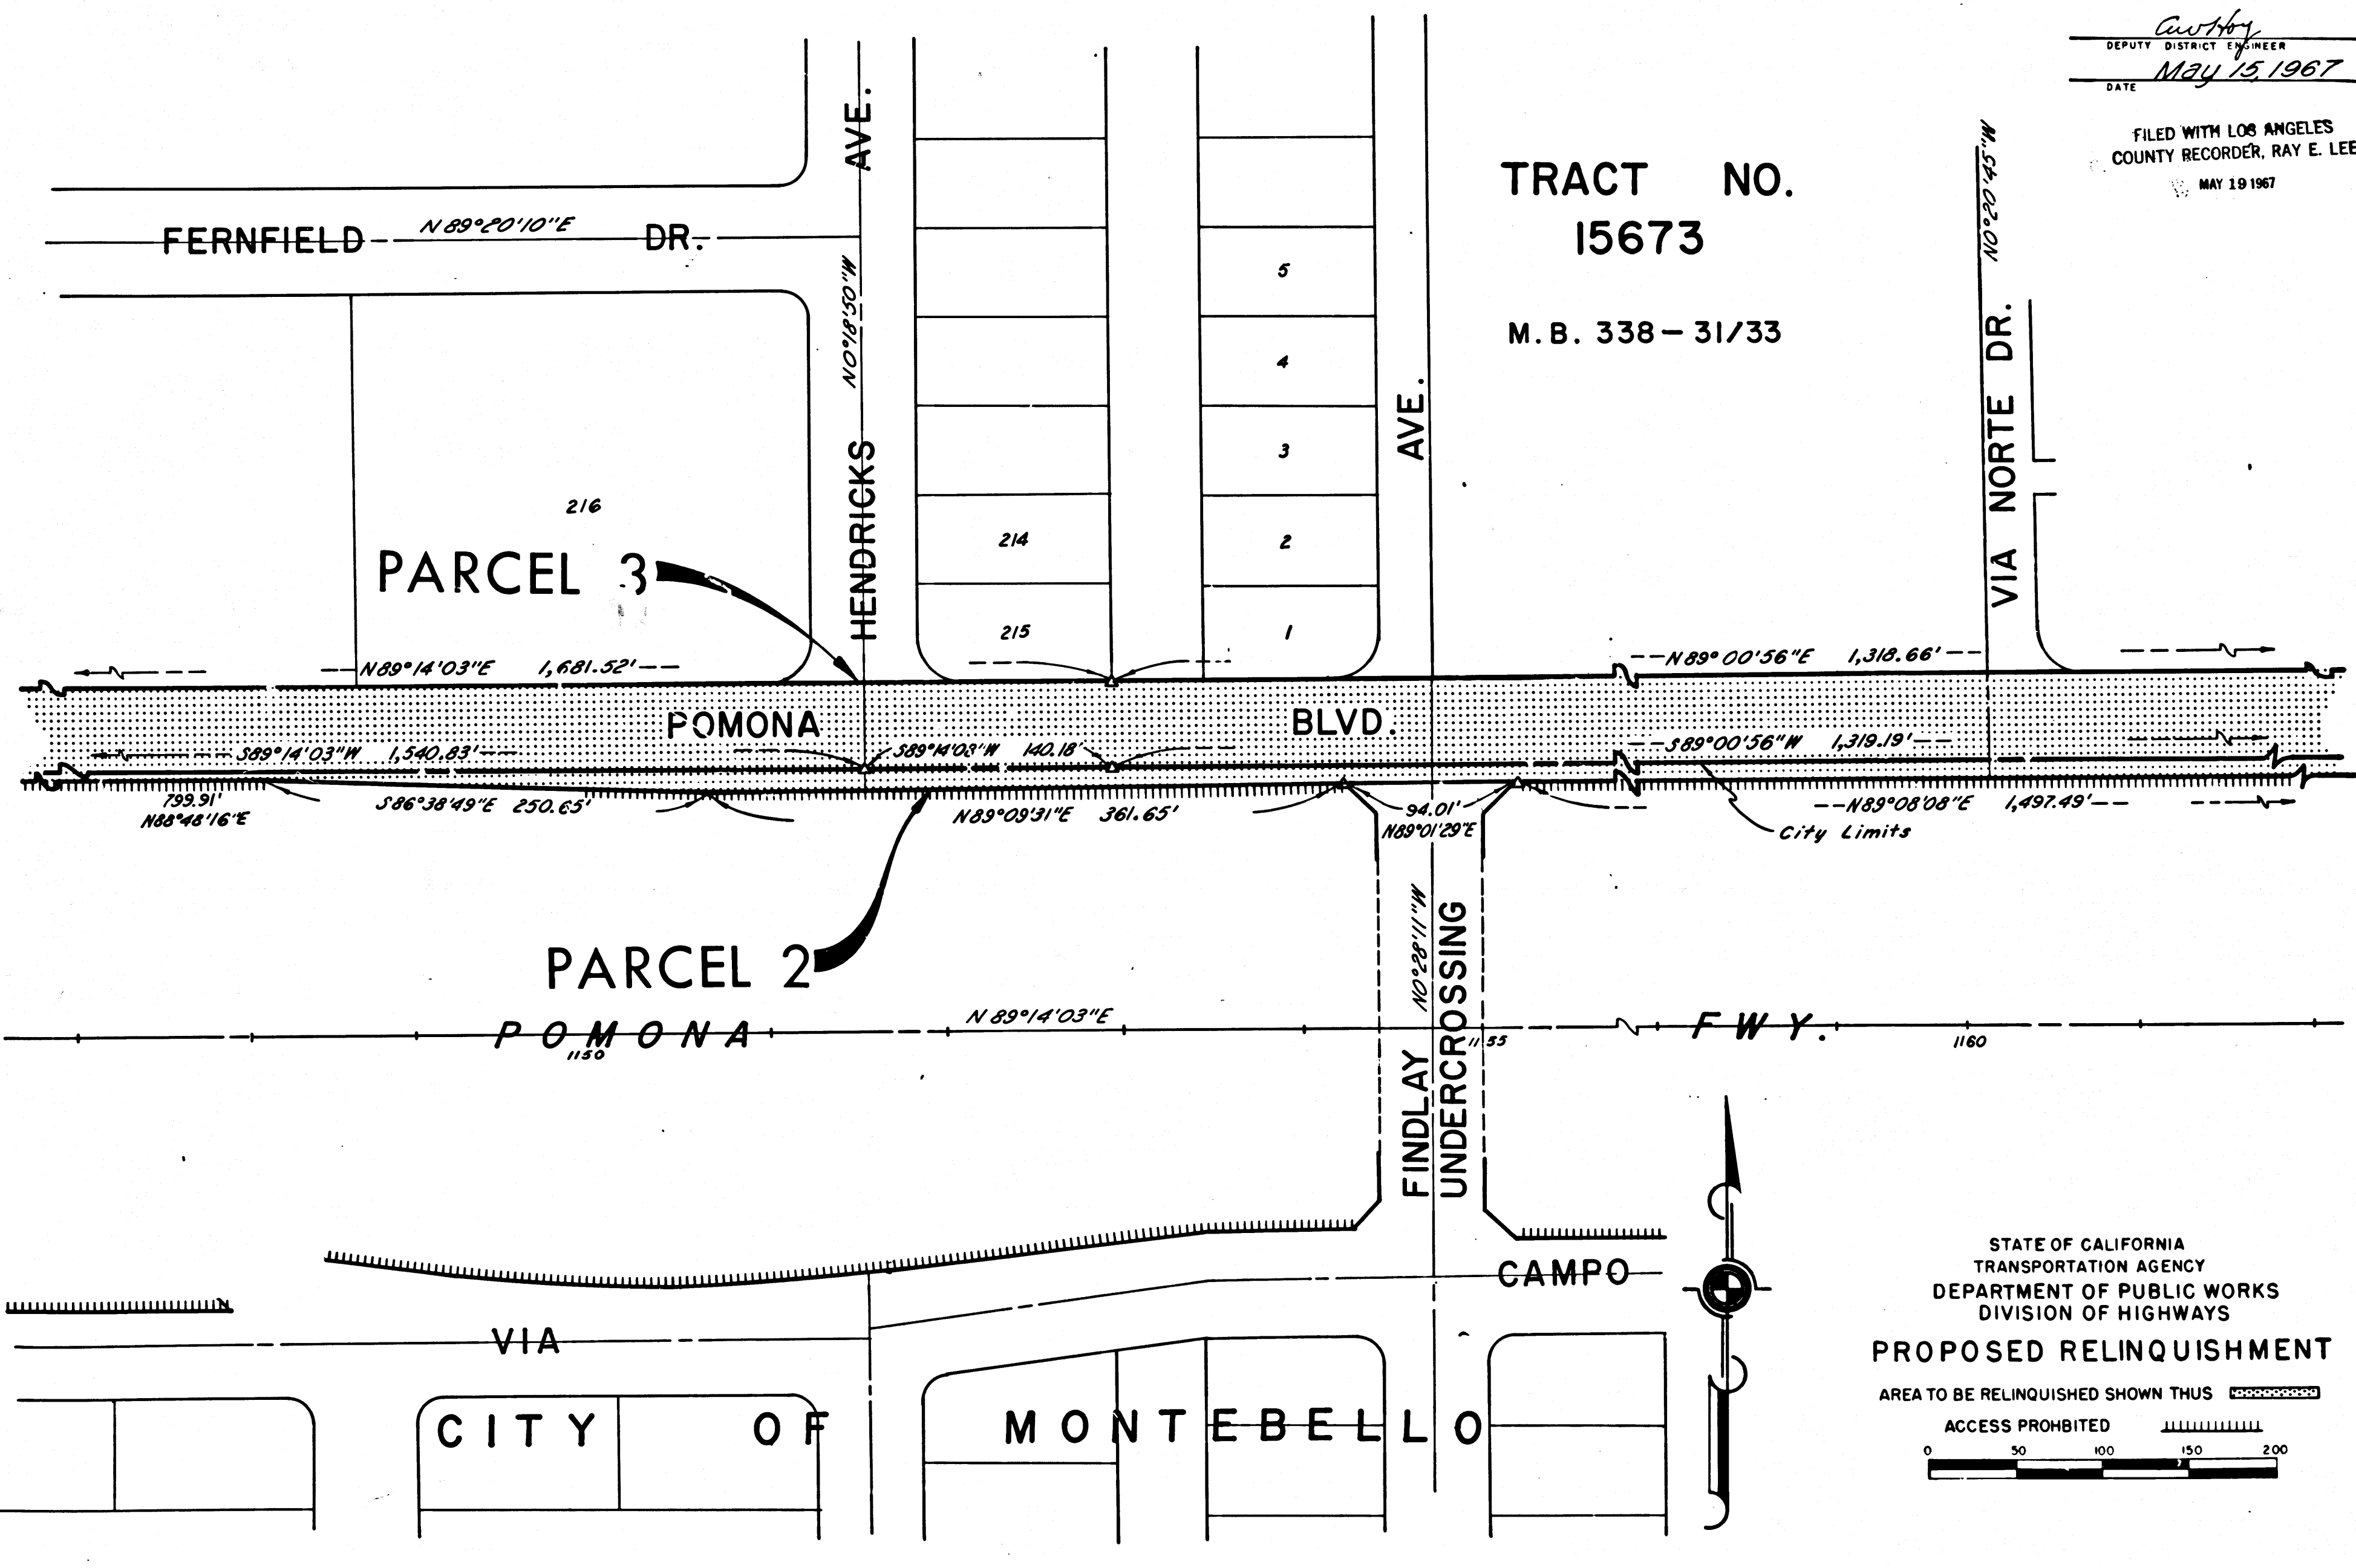 DEPUTY DISTRICT ENGINEER
May 15, 1967
DATE
FILED WITH LOS ANGELES
COUNTY RECORDER, RAY E. LEE
MAY 19 1967
TRACT NO.
15673
M.B. 338-31/33
FERNFIELD N89°20'10"E DR.
HENDRICKS AVE.
N0°18'50"W.
AVE.
N0°20'45"W.
VIA NORTE DR.
5
4
3
2
1
214
215
216
PARCEL 3
--N89°14'03"E 1,681.52'--
--N89°00'56"E 1,318.66'--
POMONA BLVD.
S89°14'03"W 1,540.83'--
S89°14'03"W 140.18'
--S89°00'56"W 1,319.19'--
799.91'
N88°48'16"E
S86°38'49"E 250.65'
N89°09'31"E 361.65'
94.01'
N89°01'29"E
--N89°08'08"E 1,497.49'--
City Limits
PARCEL 2
N0°28'11"W.
FINDLAY
UNDERCROSSING
N89°14'03"E
POMONA FWY.
1150
1155
1160
VIA CAMPO
CITY OF MONTEBELLO
STATE OF CALIFORNIA
TRANSPORTATION AGENCY
DEPARTMENT OF PUBLIC WORKS
DIVISION OF HIGHWAYS
PROPOSED RELINQUISHMENT
AREA TO BE RELINQUISHED SHOWN THUS
ACCESS PROHBITED
0 50 100 150 200